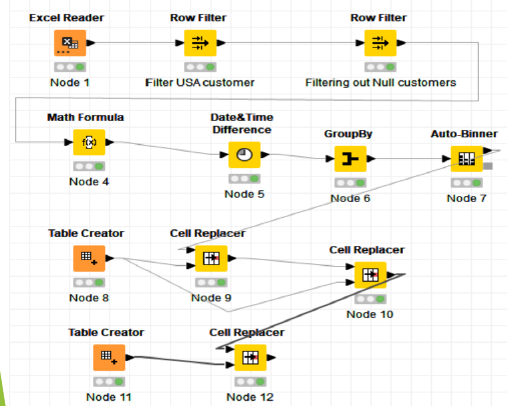 Excel Reader
Row Filter
Row Filter
Node 1
Filter USA customer
Filtering out Null customers
Math Formula
Date&Time
Difference
GroupBy
Auto-Binner
f(x)
Node 4
Node 5
Node 6
Node 7
Table Creator
Cell Replacer
Cell Replacer
Node 8
Node 9
Node 10
Table Creator
Cell Replacer
Node 11
Node 12